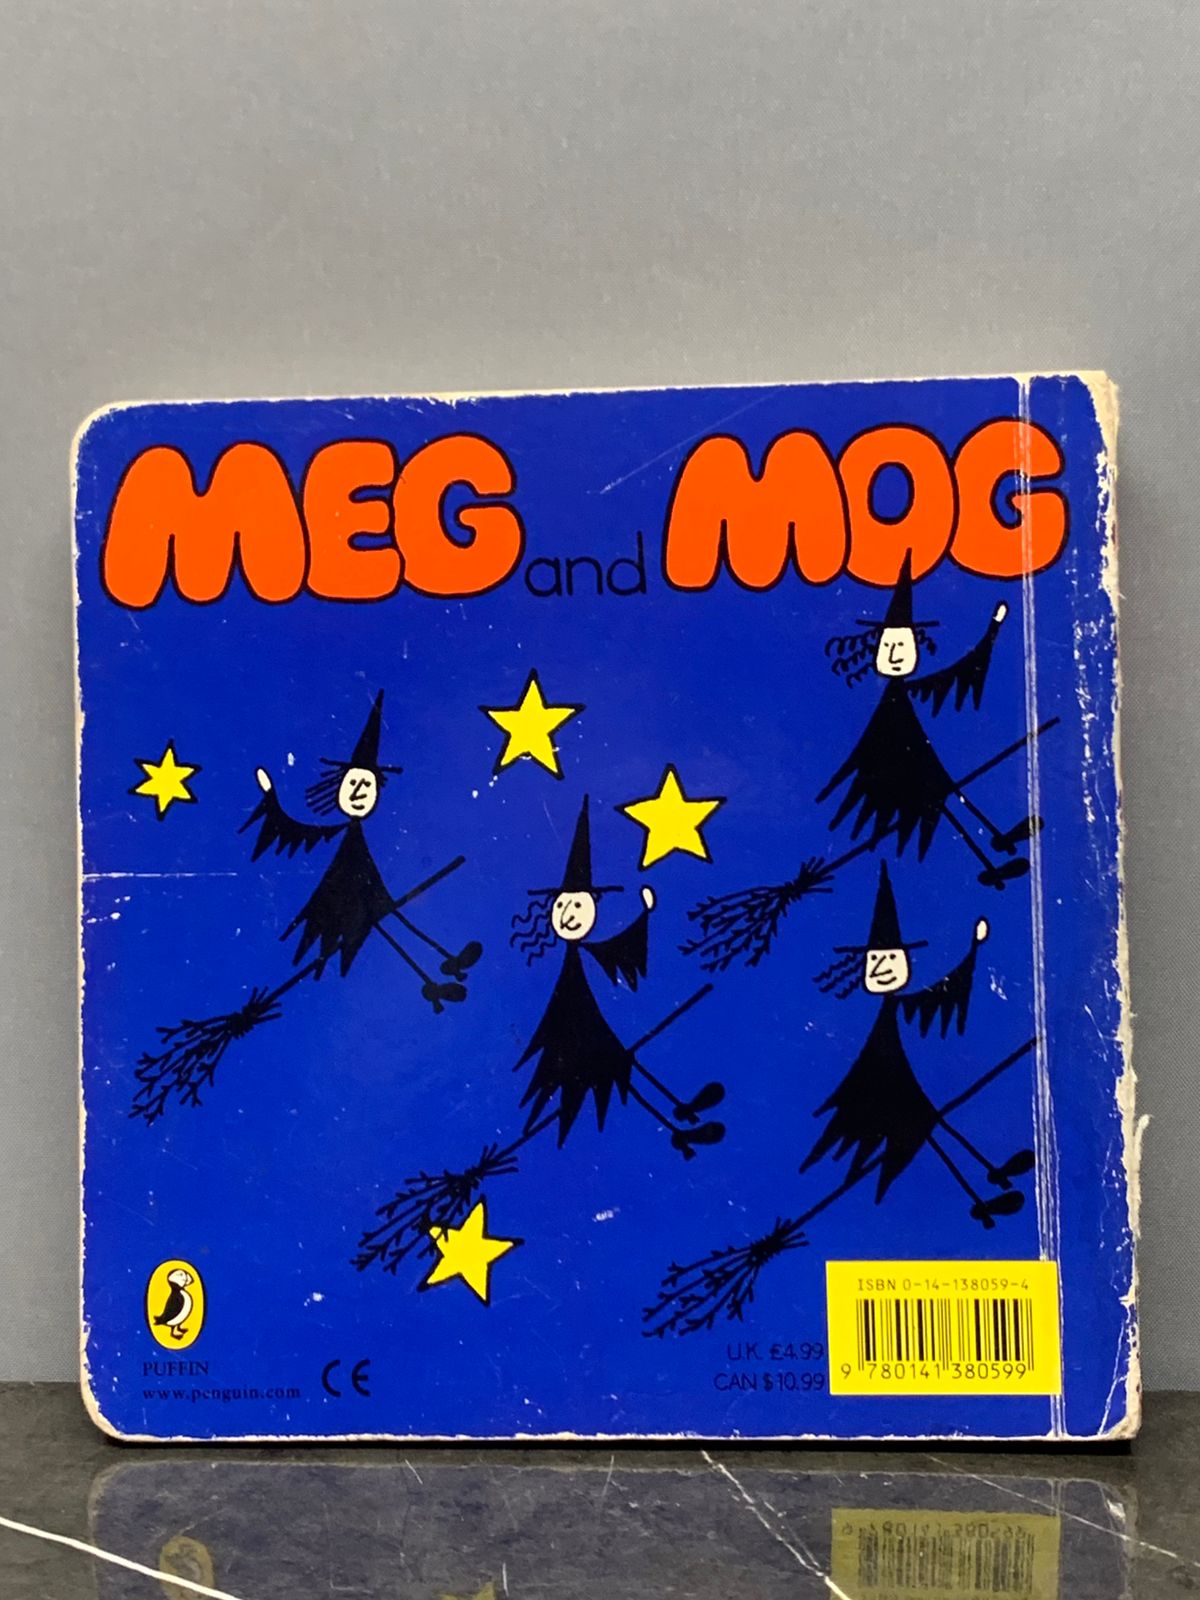 MEG and MOG
ISBN 0-14-138059-4
9 780141 380599
U.K. £4.99
CAN $10.99
PUFFIN
www.penguin.com
CE